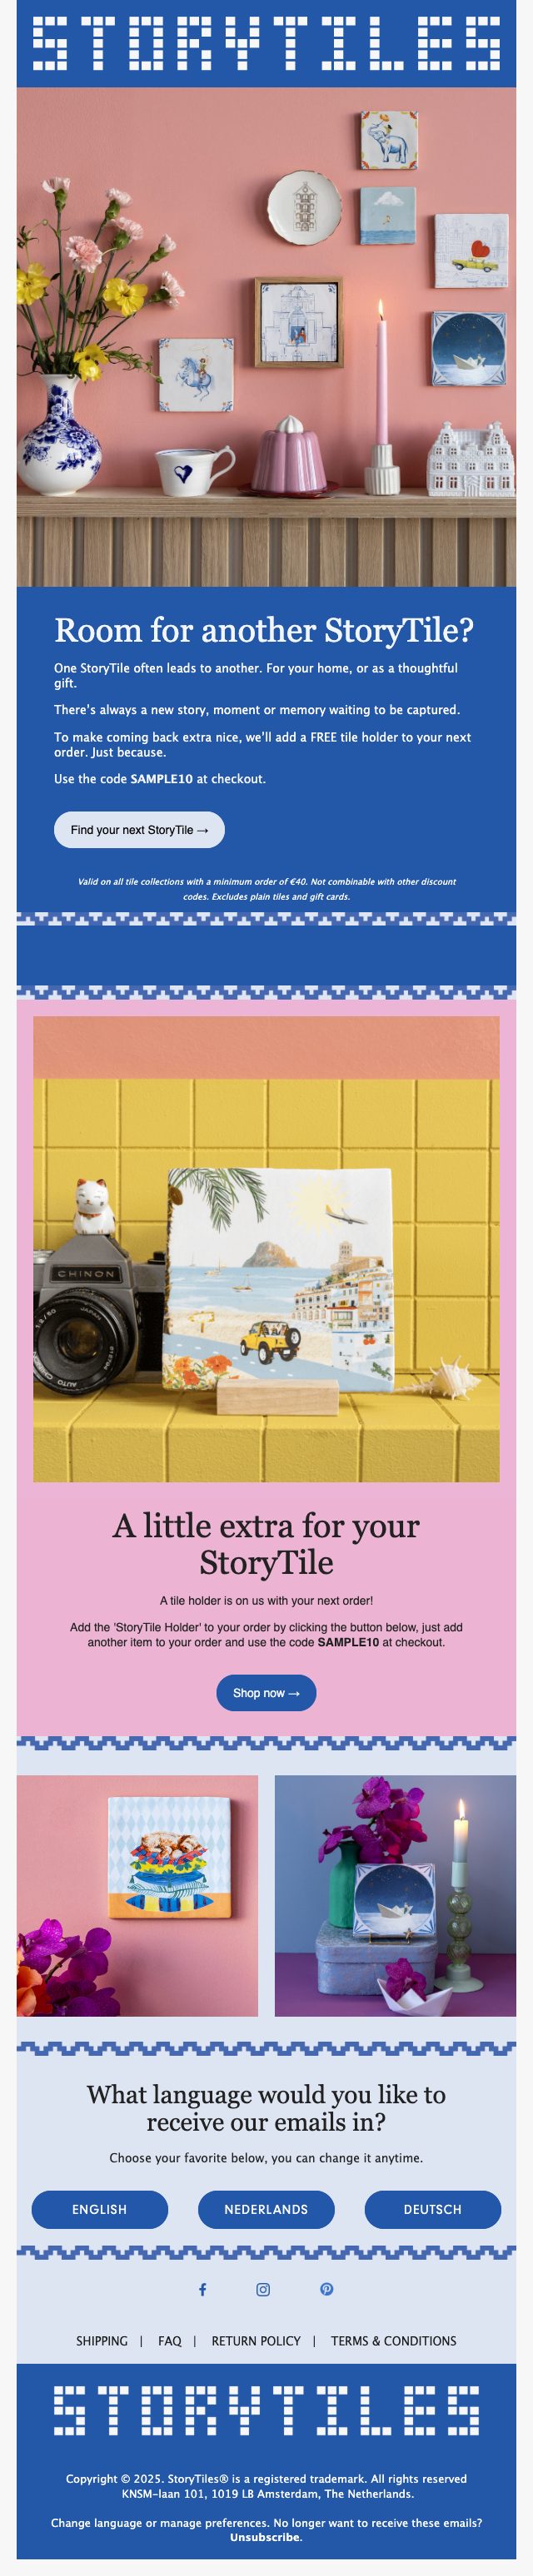 STORYTILES
Room for another StoryTile?
One StoryTile often leads to another. For your home, or as a thoughtful
gift.
There's always a new story, moment or memory waiting to be captured.
To make coming back extra nice, we'll add a FREE tile holder to your next
order. Just because.
Use the code SAMPLE10 at checkout.
Find your next StoryTile →
Valid on all tile collections with a minimum order of €40. Not combinable with other discount
codes. Excludes plain tiles and gift cards.
CHINON
JAPAN
AUTO CHINON
A little extra for your
StoryTile
A tile holder is on us with your next order!
Add the 'StoryTile Holder' to your order by clicking the button below, just add
another item to your order and use the code SAMPLE10 at checkout.
Shop now →
What language would you like to
receive our emails in?
Choose your favorite below, you can change it anytime.
ENGLISH NEDERLANDS DEUTSCH
SHIPPING | FAQ | RETURN POLICY | TERMS & CONDITIONS
STORYTILES
Copyright © 2025. StoryTiles® is a registered trademark. All rights reserved
KNSM-laan 101, 1019 LB Amsterdam, The Netherlands.
Change language or manage preferences. No longer want to receive these emails?
Unsubscribe.